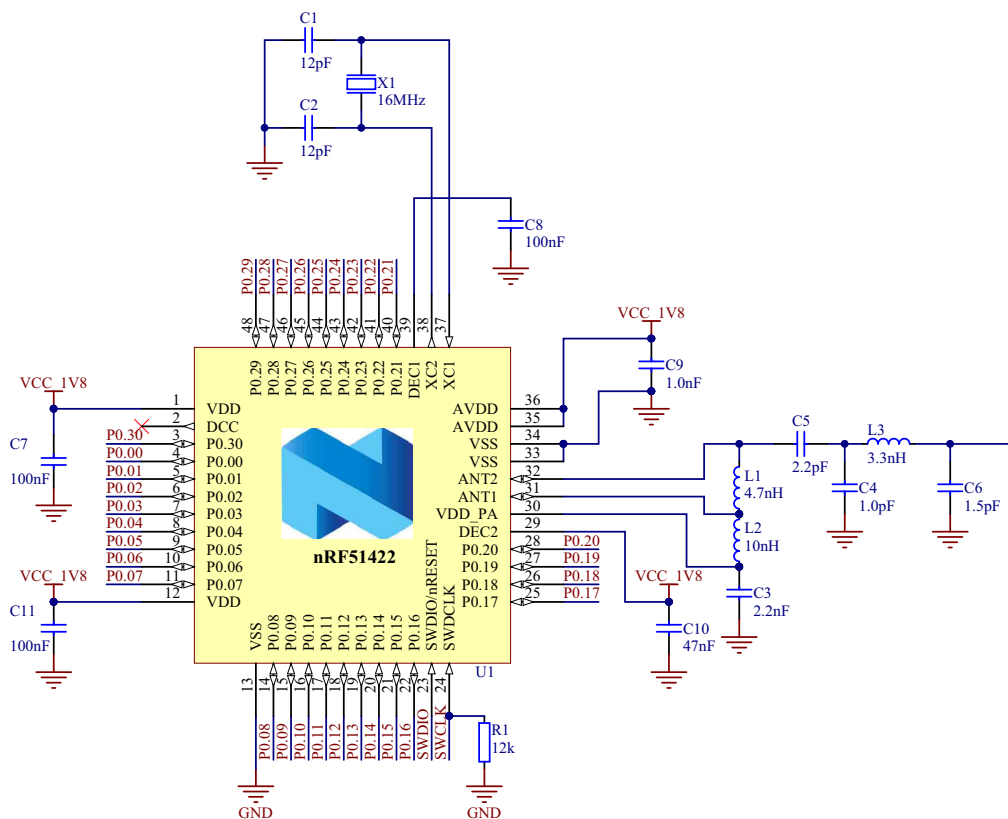 C1
12pF
X1
16MHz
C2
12pF
C8
100nF
P0.29
P0.28
P0.27
P0.26
P0.25
P0.24
P0.23
P0.22
P0.21
48
47
46
45
44
43
42
41
40
39
38
37
P0.29
P0.28
P0.27
P0.26
P0.25
P0.24
P0.23
P0.22
P0.21
DEC1
XC2
XC1
VCC_1V8
C9
1.0nF
VCC_1V8
C7
100nF
1 VDD
2 DCC
P0.30 3 P0.30
P0.00 4 P0.00
P0.01 5 P0.01
P0.02 6 P0.02
P0.03 7 P0.03
P0.04 8 P0.04
P0.05 9 P0.05
P0.06 10 P0.06
P0.07 11 P0.07
12 VDD
VCC_1V8
C11
100nF
nRF51422
AVDD 36
AVDD 35
VSS 34
VSS 33
ANT2 32
ANT1 31
VDD_PA 30
DEC2 29
P0.20 28 P0.20
P0.19 27 P0.19
P0.18 26 P0.18
P0.17 25 P0.17
C5
2.2pF
L3
3.3nH
L1
4.7nH
C4
1.0pF
C6
1.5pF
L2
10nH
C3
2.2nF
VCC_1V8
C10
47nF
VSS
P0.08
P0.09
P0.10
P0.11
P0.12
P0.13
P0.14
P0.15
P0.16
SWDIO/nRESET
SWDCLK
U1
13
14
15
16
17
18
19
20
21
22
23
24
P0.08
P0.09
P0.10
P0.11
P0.12
P0.13
P0.14
P0.15
P0.16
SWDIO
SWCLK
R1
12k
GND
GND